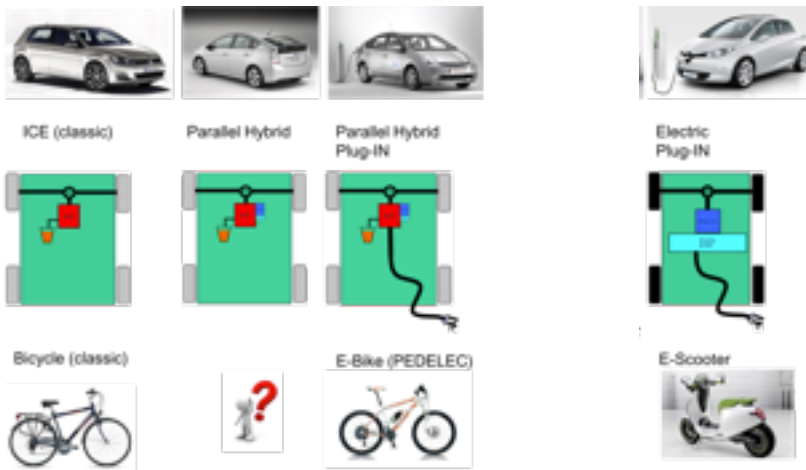 ICE (classic)
Parallel Hybrid
Parallel Hybrid
Plug-IN
Electric
Plug-IN
Bicycle (classic)
E-Bike (PEDELEC)
E-Scooter
?